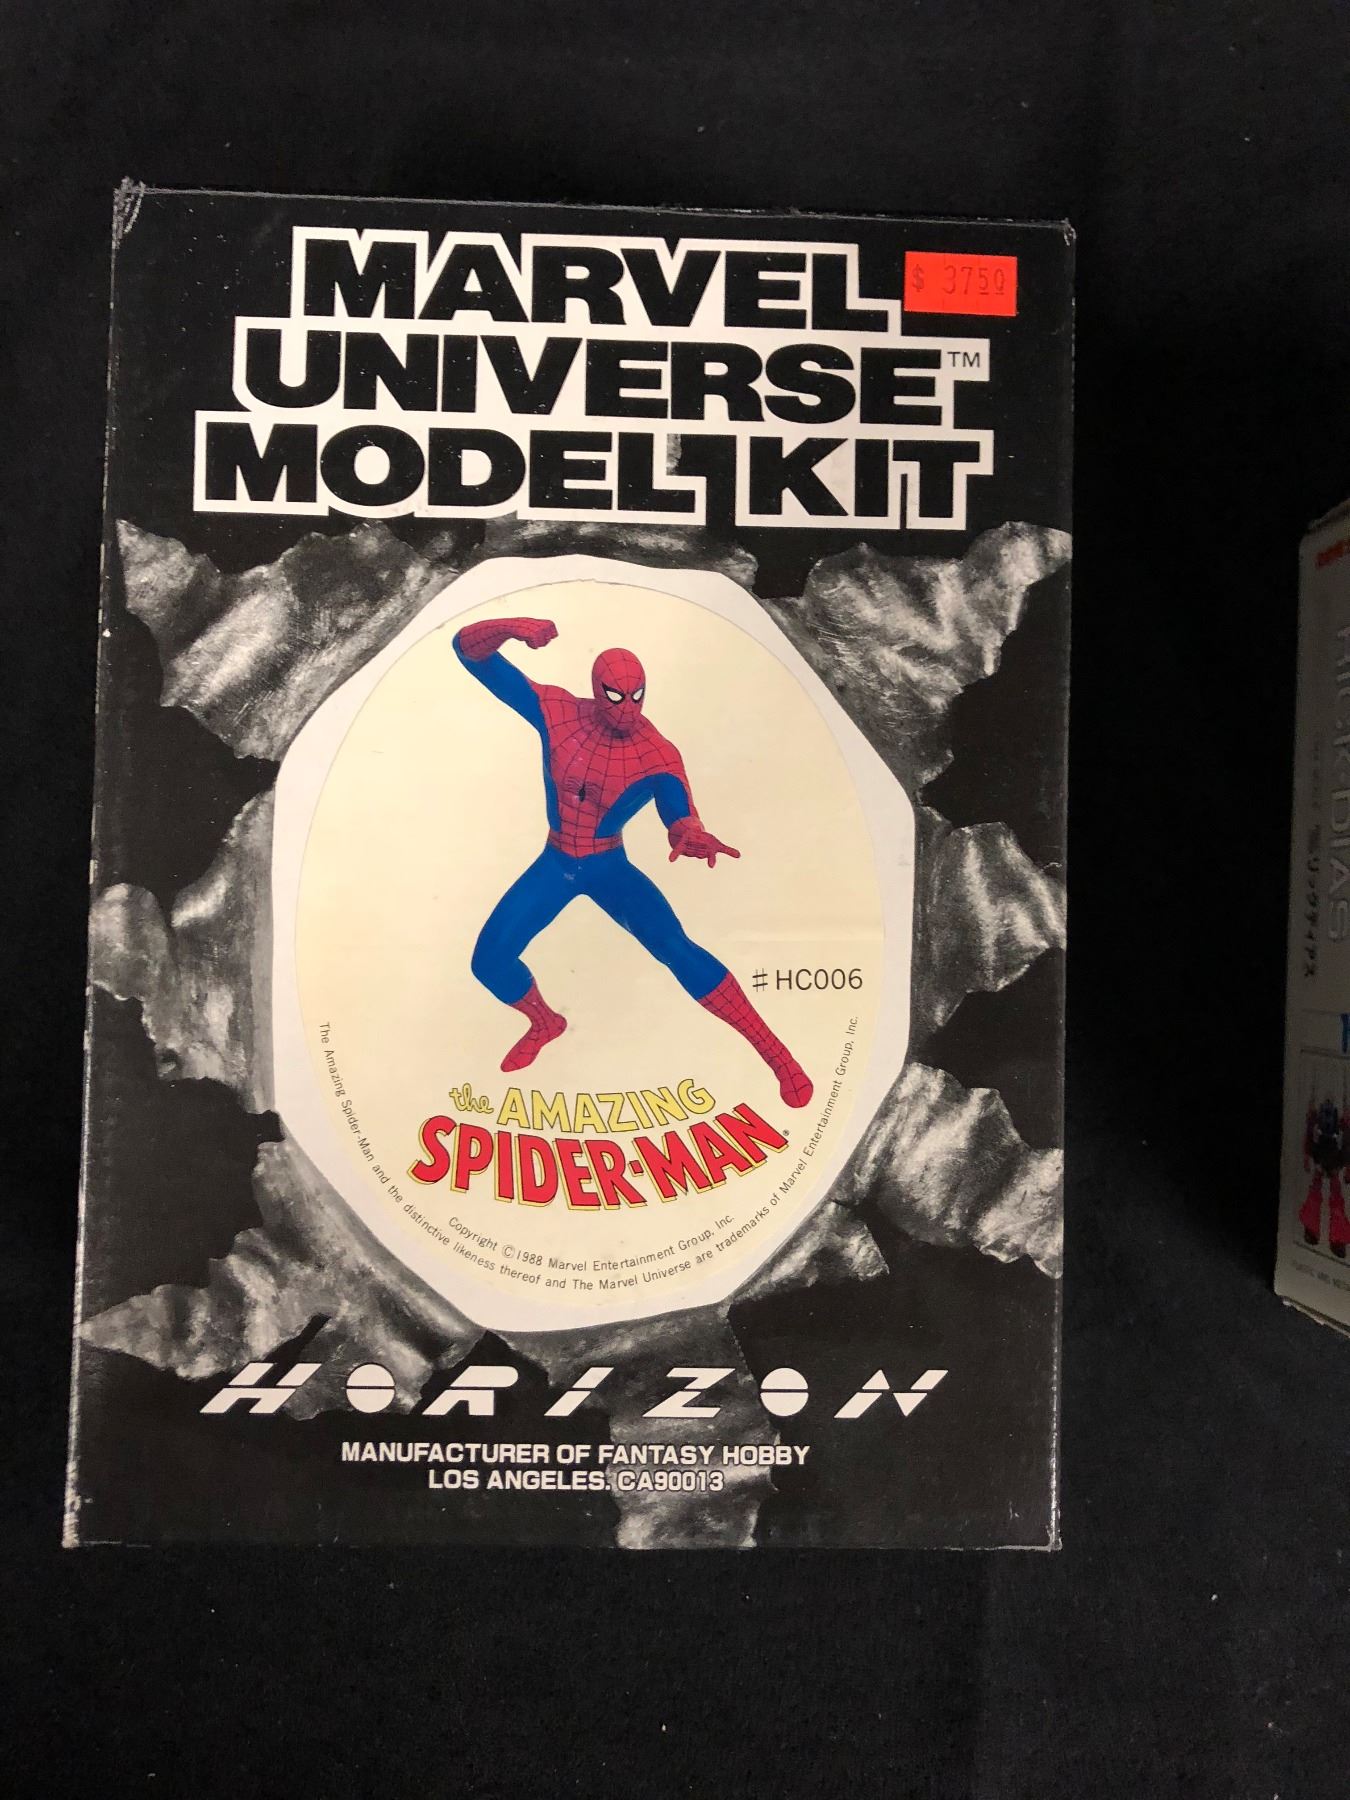 MARVEL
$ 37.50
UNIVERSE™
MODEL KIT
#HC006
the AMAZING
SPIDER-MAN®
Copyright ©1988 Marvel Entertainment Group, Inc.
The Amazing Spider-Man and the distinctive likeness thereof and The Marvel Universe are trademarks of Marvel Entertainment Group, Inc.
HORIZON
MANUFACTURER OF FANTASY HOBBY
LOS ANGELES. CA90013